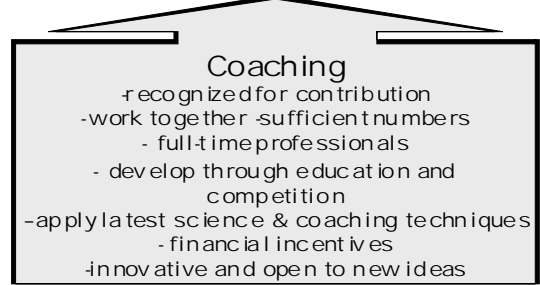 Coaching
-recognized for contribution
-work together -sufficient numbers
- full-time professionals
- develop through education and
competition
-apply latest science & coaching techniques
- financial incentives
-innovative and open to new ideas